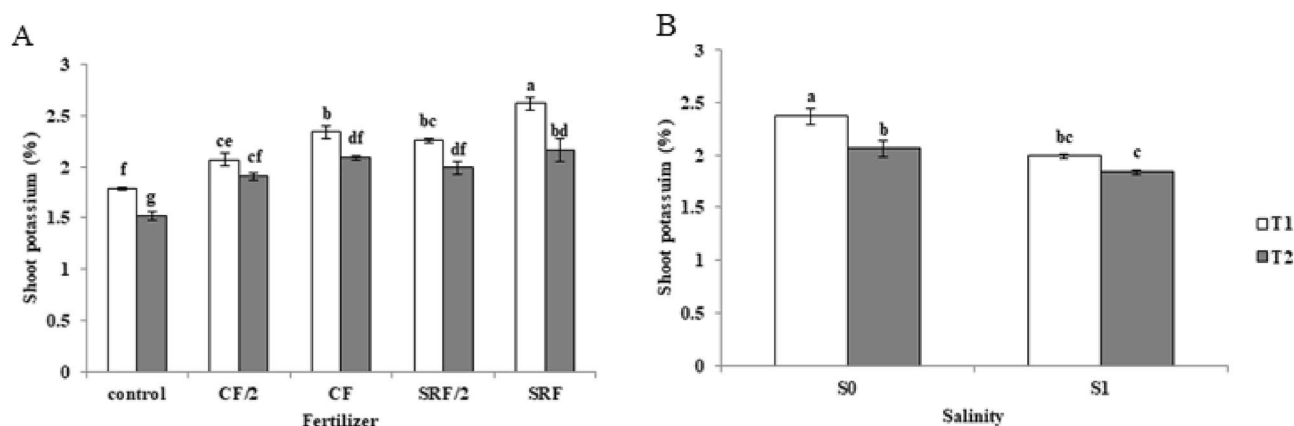 A
Shoot potassium (%)
3
2.5
2
1.5
1
0.5
0
f
g
ce
cf
b
df
bc
df
a
bd
control
CF/2
CF
SRF/2
SRF
Fertilizer
B
Shoot potassuim (%)
3
2.5
2
1.5
1
0.5
0
a
b
bc
c
S0
S1
Salinity
T1
T2